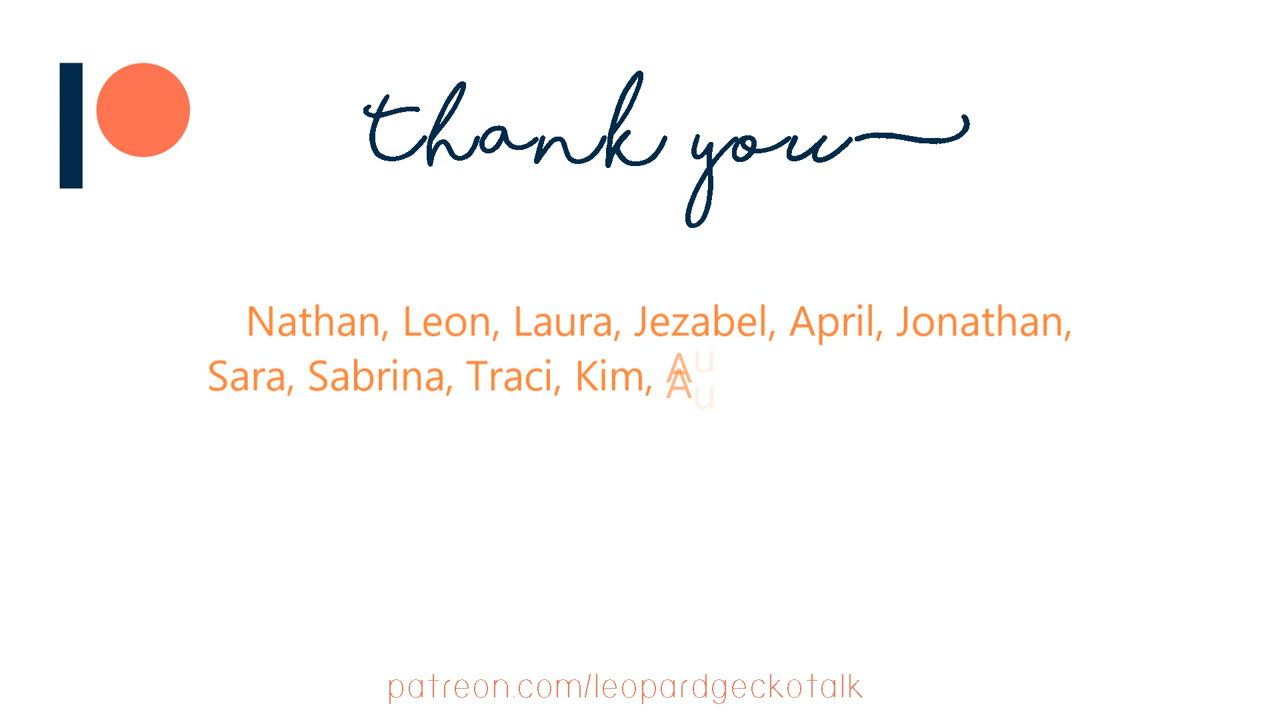 thank you
Nathan, Leon, Laura, Jezabel, April, Jonathan,
Sara, Sabrina, Traci, Kim,
patreon.com/leopardgeckotalk